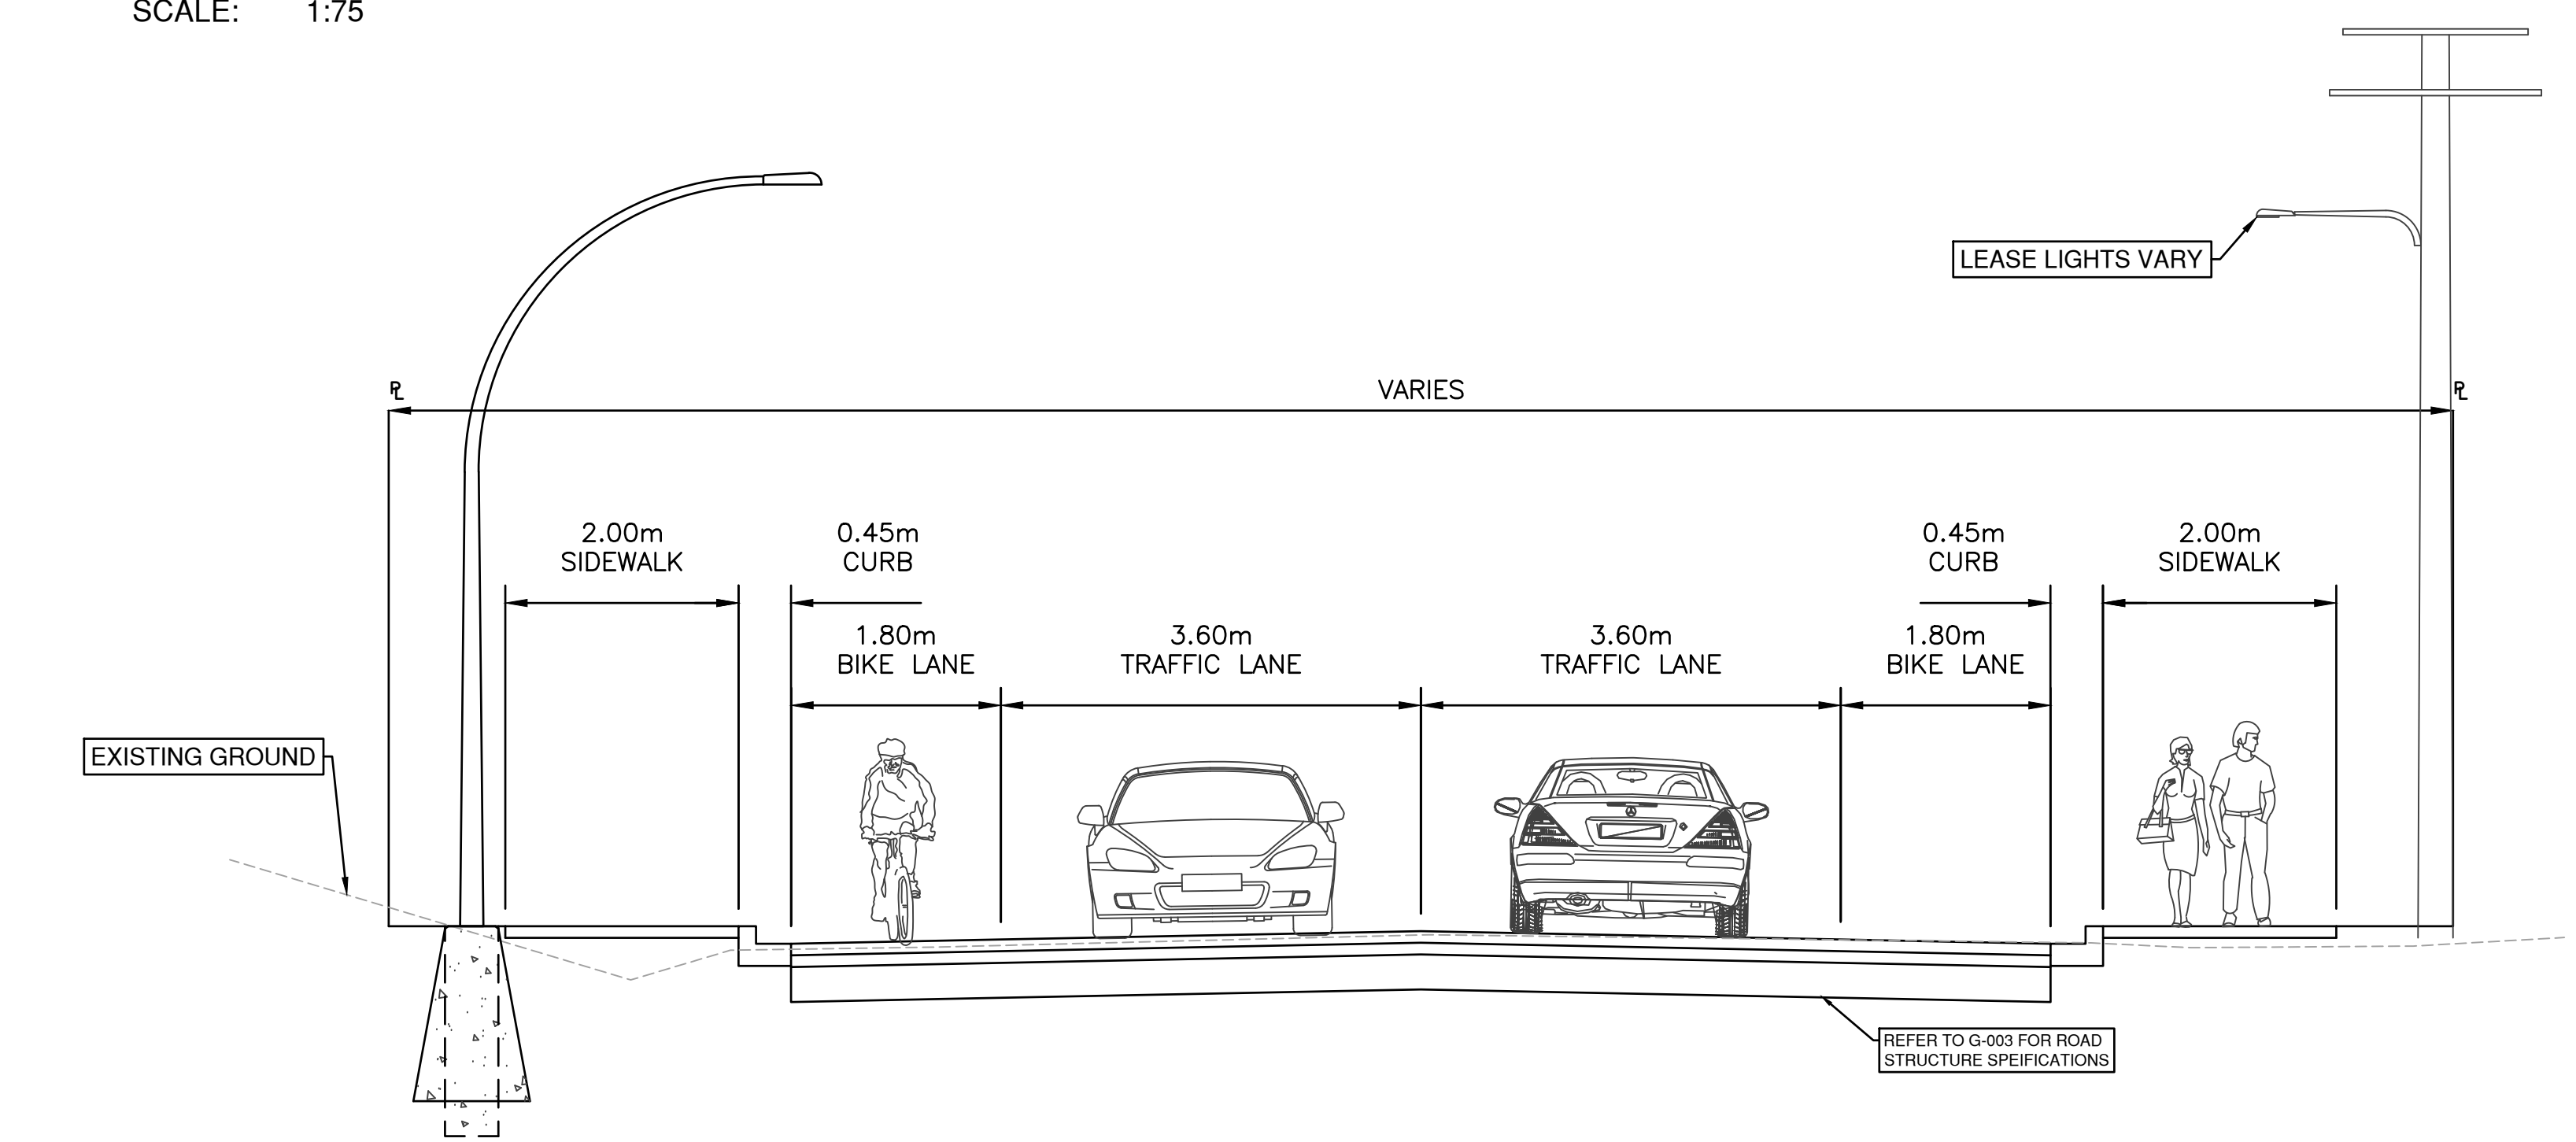 SCALE: 1:75
LEASE LIGHTS VARY
PL
VARIES
PL
2.00m
SIDEWALK
0.45m
CURB
0.45m
CURB
2.00m
SIDEWALK
1.80m
BIKE LANE
3.60m
TRAFFIC LANE
3.60m
TRAFFIC LANE
1.80m
BIKE LANE
EXISTING GROUND
REFER TO G-003 FOR ROAD
STRUCTURE SPEIFICATIONS